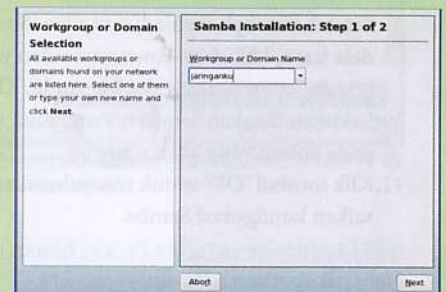 Workgroup or Domain
Selection
All available workgroups or
domains found on your network
are listed here. Select one of them
or type your own new name and
click Next.
Samba Installation: Step 1 of 2
Workgroup or Domain Name
jaringanku
Abort
Next